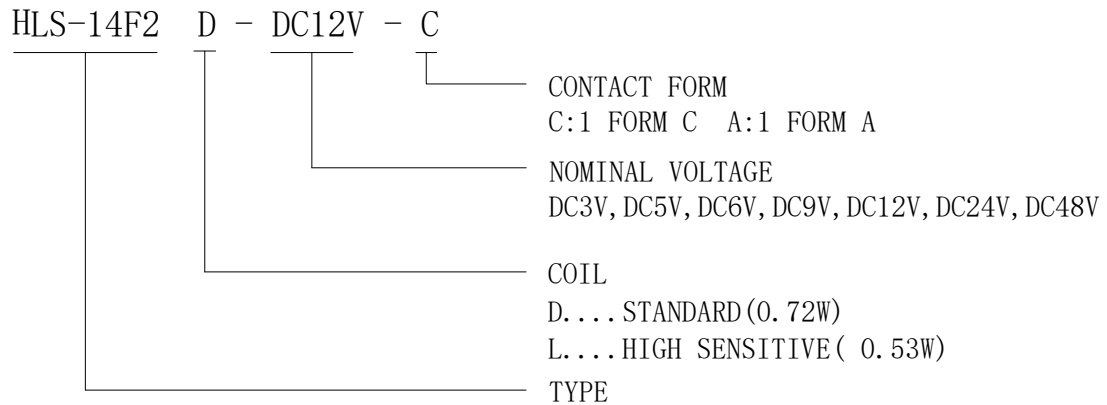 HLS-14F2 D - DC12V - C
CONTACT FORM
C:1 FORM C A:1 FORM A
NOMINAL VOLTAGE
DC3V,DC5V,DC6V,DC9V,DC12V,DC24V,DC48V
COIL
D....STANDARD(0.72W)
L....HIGH SENSITIVE( 0.53W)
TYPE